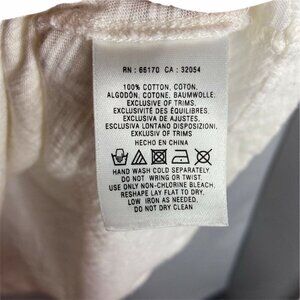 RN: 66170 CA: 32054
100% COTTON, COTON,
ALGODÓN, COTONE, BAUMWOLLE;
EXCLUSIVE OF TRIMS.
EXCLUSIVITÉ DES ÉQUILIBRES.
EXCLUSIVA DE AJUSTES.
ESCLUSIVA LONTANO DISPOSIZIONI.
EXKLUSIV OF TRIMS
HECHO EN CHINA
HAND WASH COLD SEPARATELY.
DO NOT WRING OR TWIST.
USE ONLY NON-CHLORINE BLEACH.
RESHAPE LAY FLAT TO DRY.
LOW IRON AS NEEDED.
DO NOT DRY CLEAN